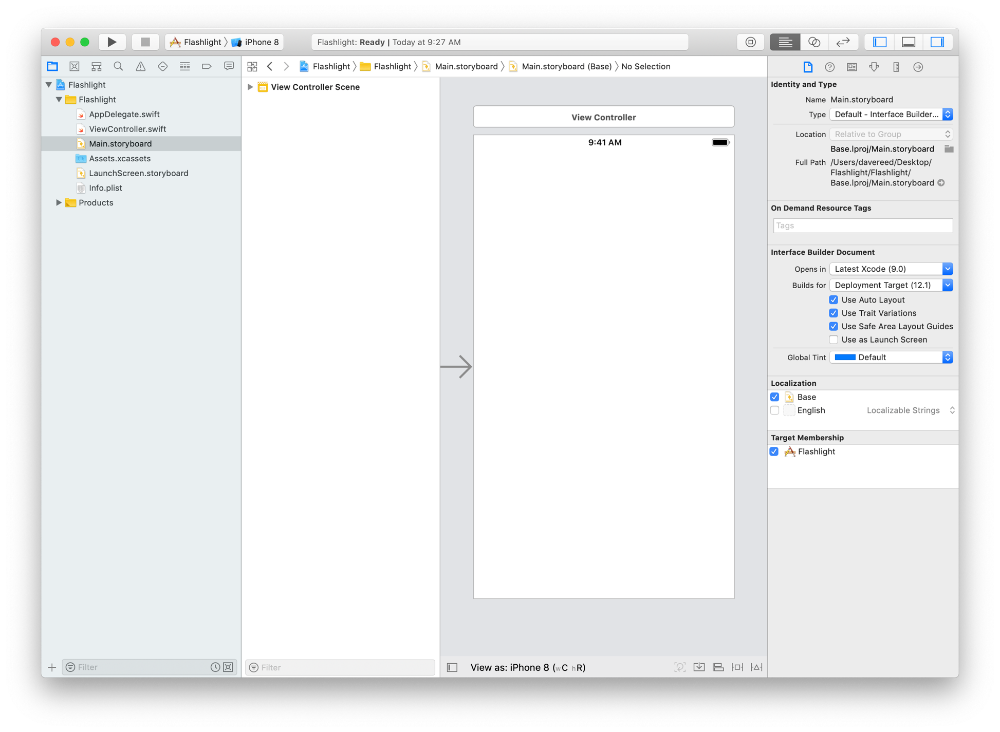 Flashlight
iPhone 8
Flashlight: Ready | Today at 9:27 AM
Flashlight
Flashlight
Main.storyboard
Main.storyboard (Base)
No Selection
Flashlight
Flashlight
AppDelegate.swift
ViewController.swift
Main.storyboard
Assets.xcassets
LaunchScreen.storyboard
Info.plist
Products
Filter
View Controller Scene
Filter
View Controller
9:41 AM
View as: iPhone 8 (wC hR)
Identity and Type
Name Main.storyboard
Type Default - Interface Builder...
Location Relative to Group
Base.lproj/Main.storyboard
Full Path /Users/davereed/Desktop/
Flashlight/Flashlight/
Base.lproj/Main.storyboard
On Demand Resource Tags
Tags
Interface Builder Document
Opens in Latest Xcode (9.0)
Builds for Deployment Target (12.1)
Use Auto Layout
Use Trait Variations
Use Safe Area Layout Guides
Use as Launch Screen
Global Tint Default
Localization
Base
English Localizable Strings
Target Membership
Flashlight